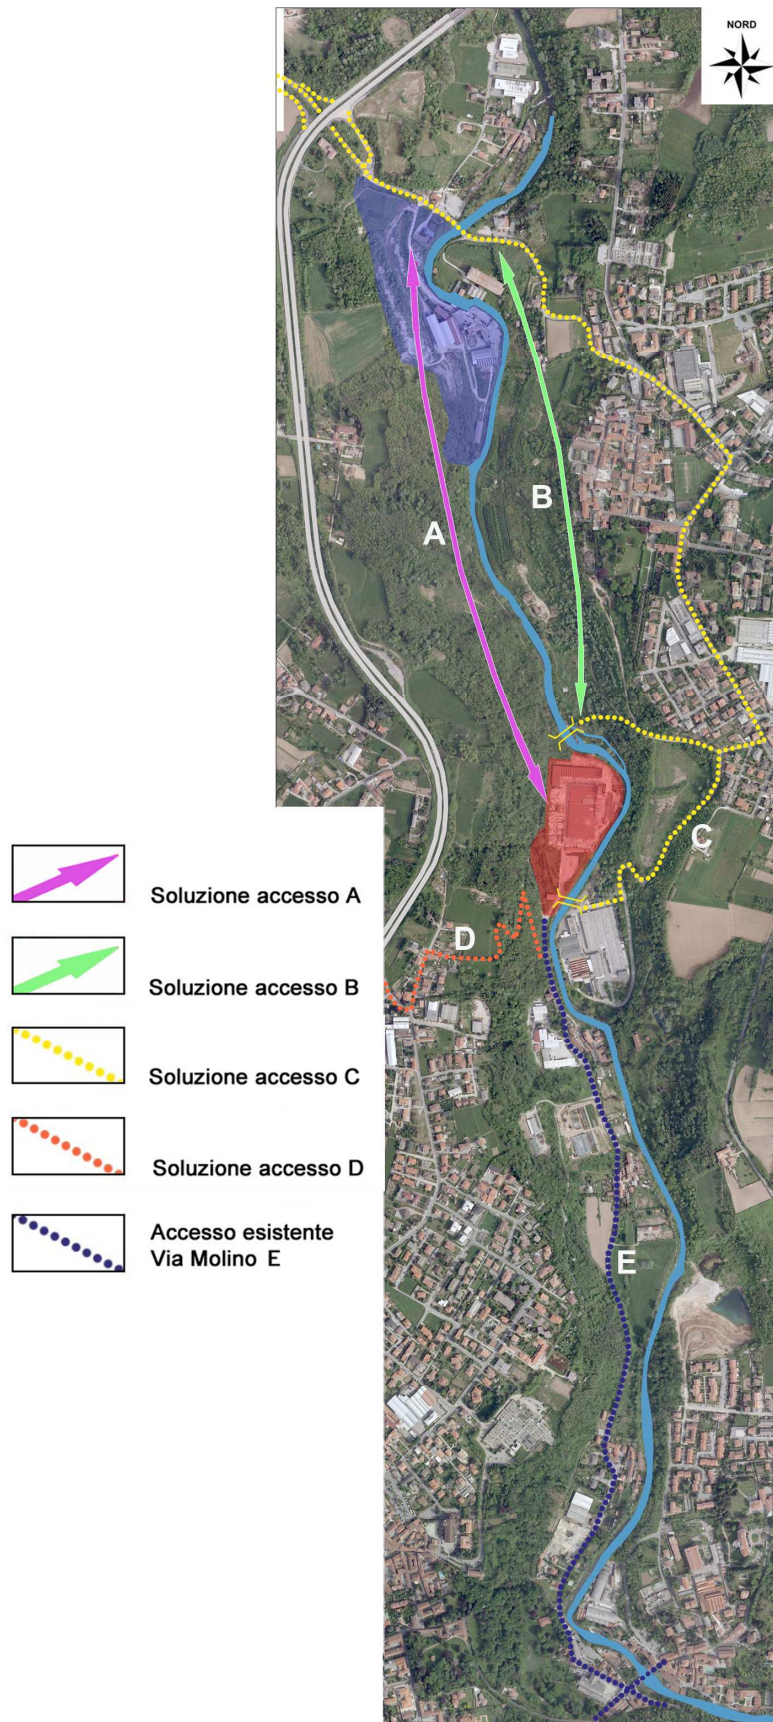 NORD
A
B
C
D
E
Soluzione accesso A
Soluzione accesso B
Soluzione accesso C
Soluzione accesso D
Accesso esistente
Via Molino E